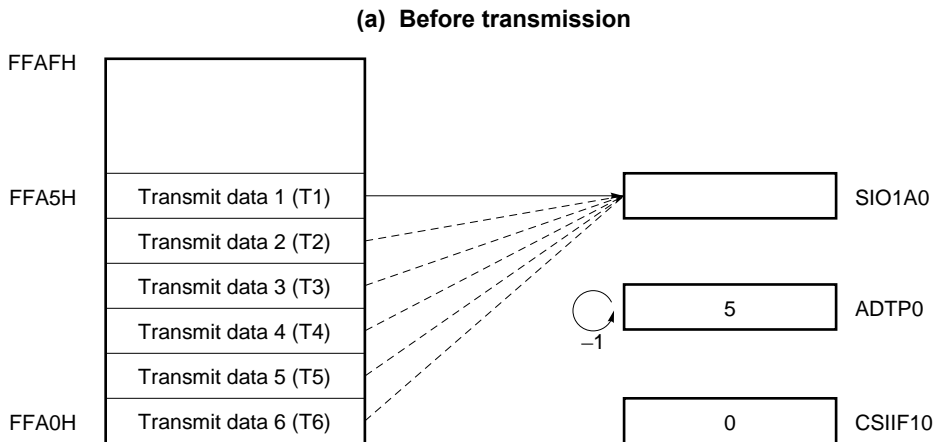 (a) Before transmission
FFAFH
FFA5H Transmit data 1 (T1) SIO1A0
Transmit data 2 (T2)
Transmit data 3 (T3)
5 ADTP0
Transmit data 4 (T4)
–1
Transmit data 5 (T5)
FFA0H Transmit data 6 (T6) 0 CSIIF10